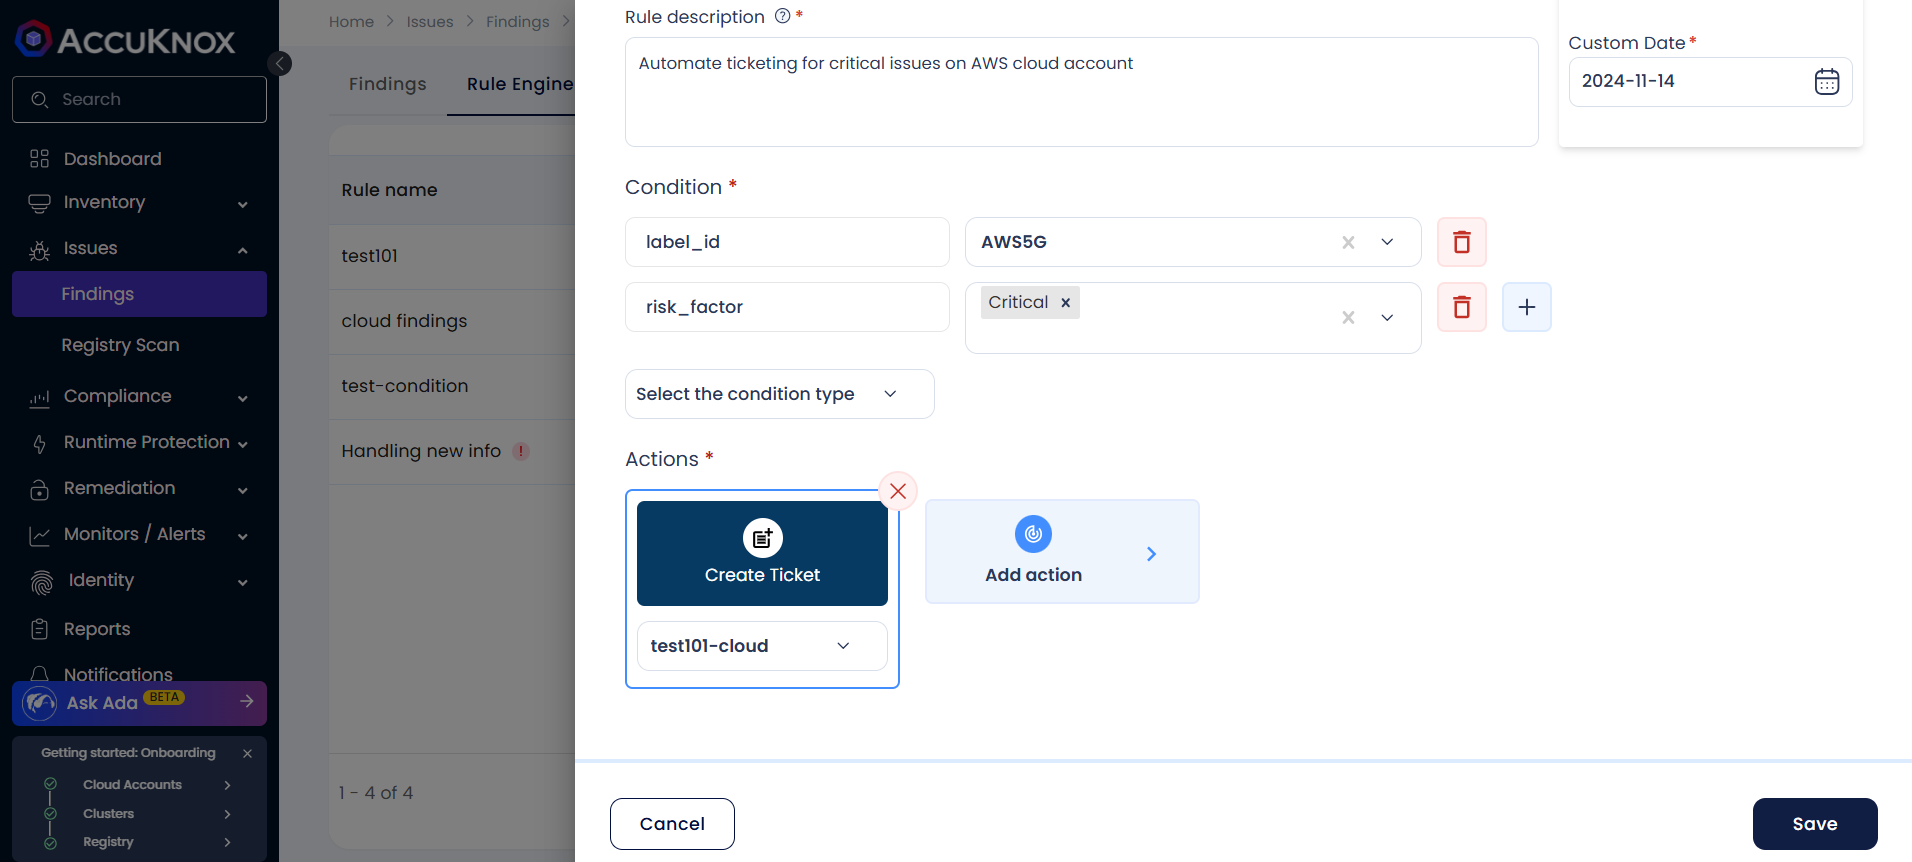 ACCUKNOX
Search
Dashboard
Inventory
Issues
Findings
Registry Scan
Compliance
Runtime Protection
Remediation
Monitors / Alerts
Identity
Reports
Notifications
Ask Ada BETA
Getting started: Onboarding
Cloud Accounts
Clusters
Registry
Home > Issues > Findings >
Findings
Rule Engine
Rule name
test101
cloud findings
test-condition
Handling new info !
1 - 4 of 4
Rule description ? *
Automate ticketing for critical issues on AWS cloud account
Custom Date *
2024-11-14
Condition *
label_id
AWS5G
risk_factor
Critical ×
Select the condition type
Actions *
Create Ticket
test101-cloud
Add action
Cancel
Save